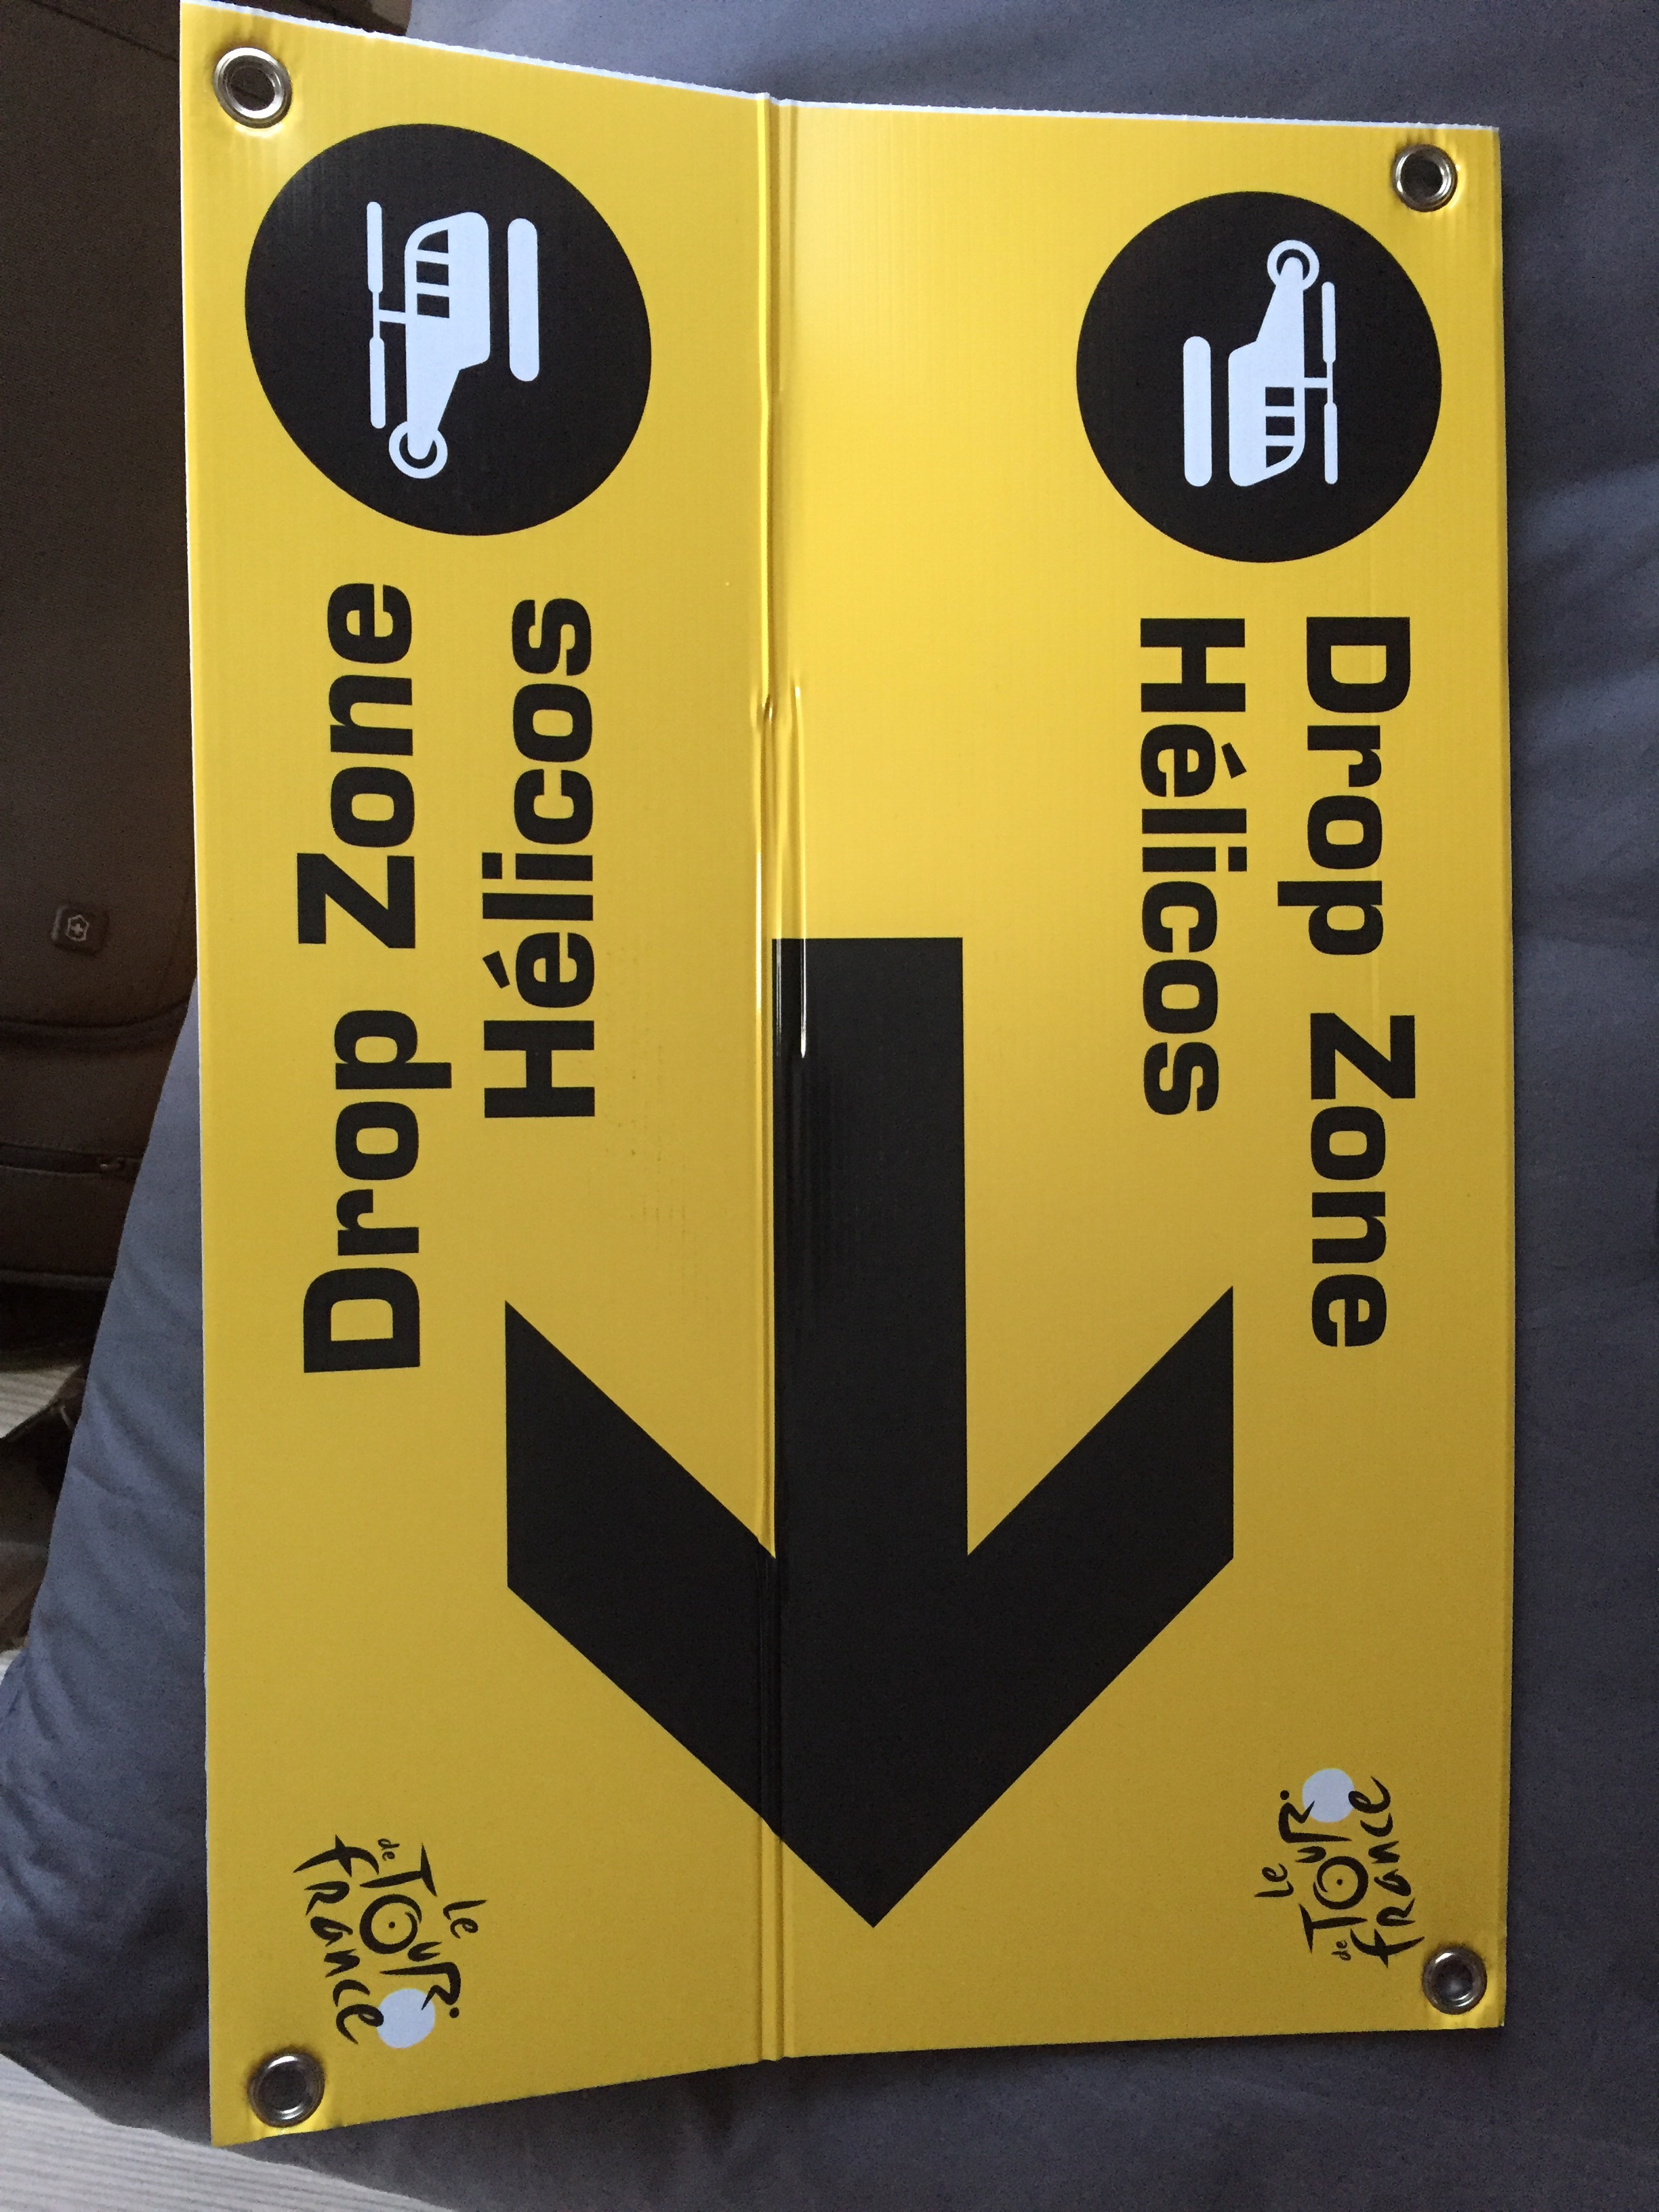 Drop Zone
Hélicos
le
Tour
de
france
Drop Zone
Hélicos
le
Tour
de
france